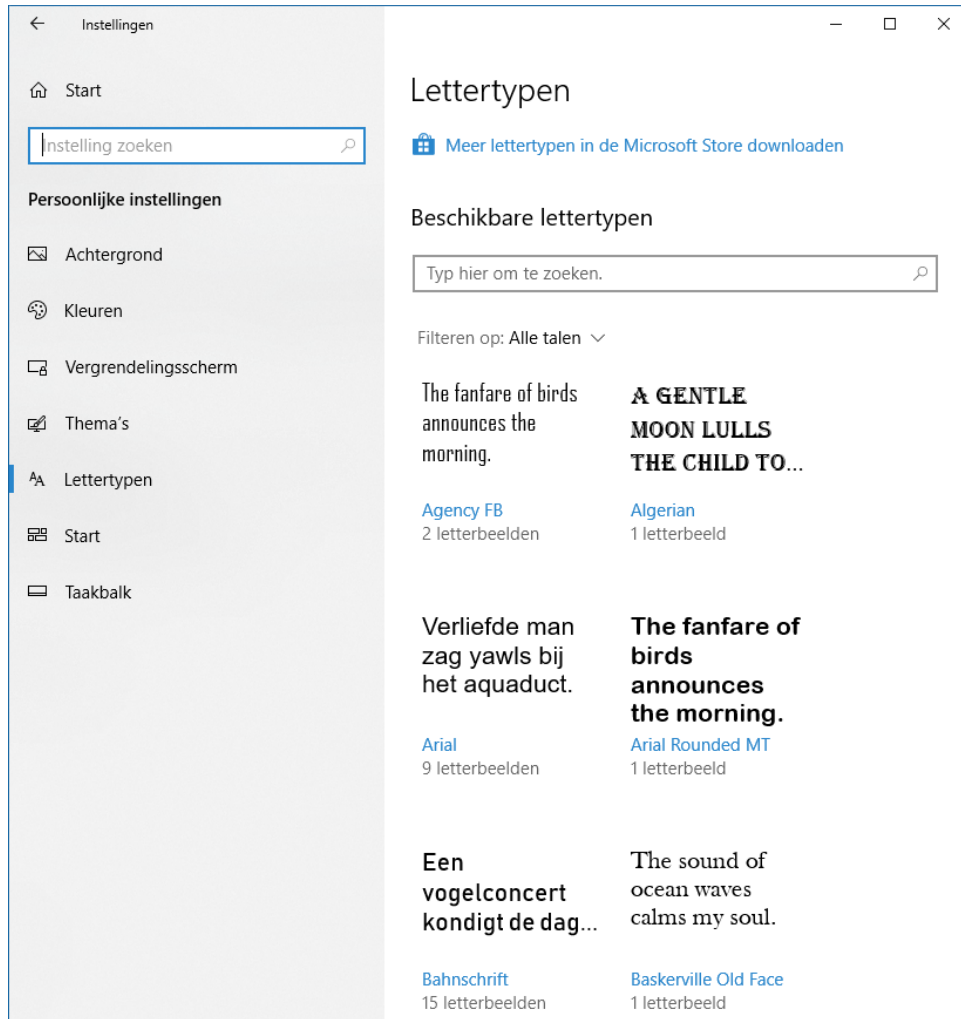 Instellingen
Start
Instelling zoeken
Persoonlijke instellingen
Achtergrond
Kleuren
Vergrendelingsscherm
Thema's
Lettertypen
Start
Taakbalk
Lettertypen
Meer lettertypen in de Microsoft Store downloaden
Beschikbare lettertypen
Typ hier om te zoeken.
Filteren op: Alle talen
The fanfare of birds
announces the
morning.
Agency FB
2 letterbeelden
A GENTLE
MOON LULLS
THE CHILD TO...
Algerian
1 letterbeeld
Verliefde man
zag yawls bij
het aquaduct.
Arial
9 letterbeelden
The fanfare of
birds
announces
the morning.
Arial Rounded MT
1 letterbeeld
Een
vogelconcert
kondigt de dag...
Bahnschrift
15 letterbeelden
The sound of
ocean waves
calms my soul.
Baskerville Old Face
1 letterbeeld